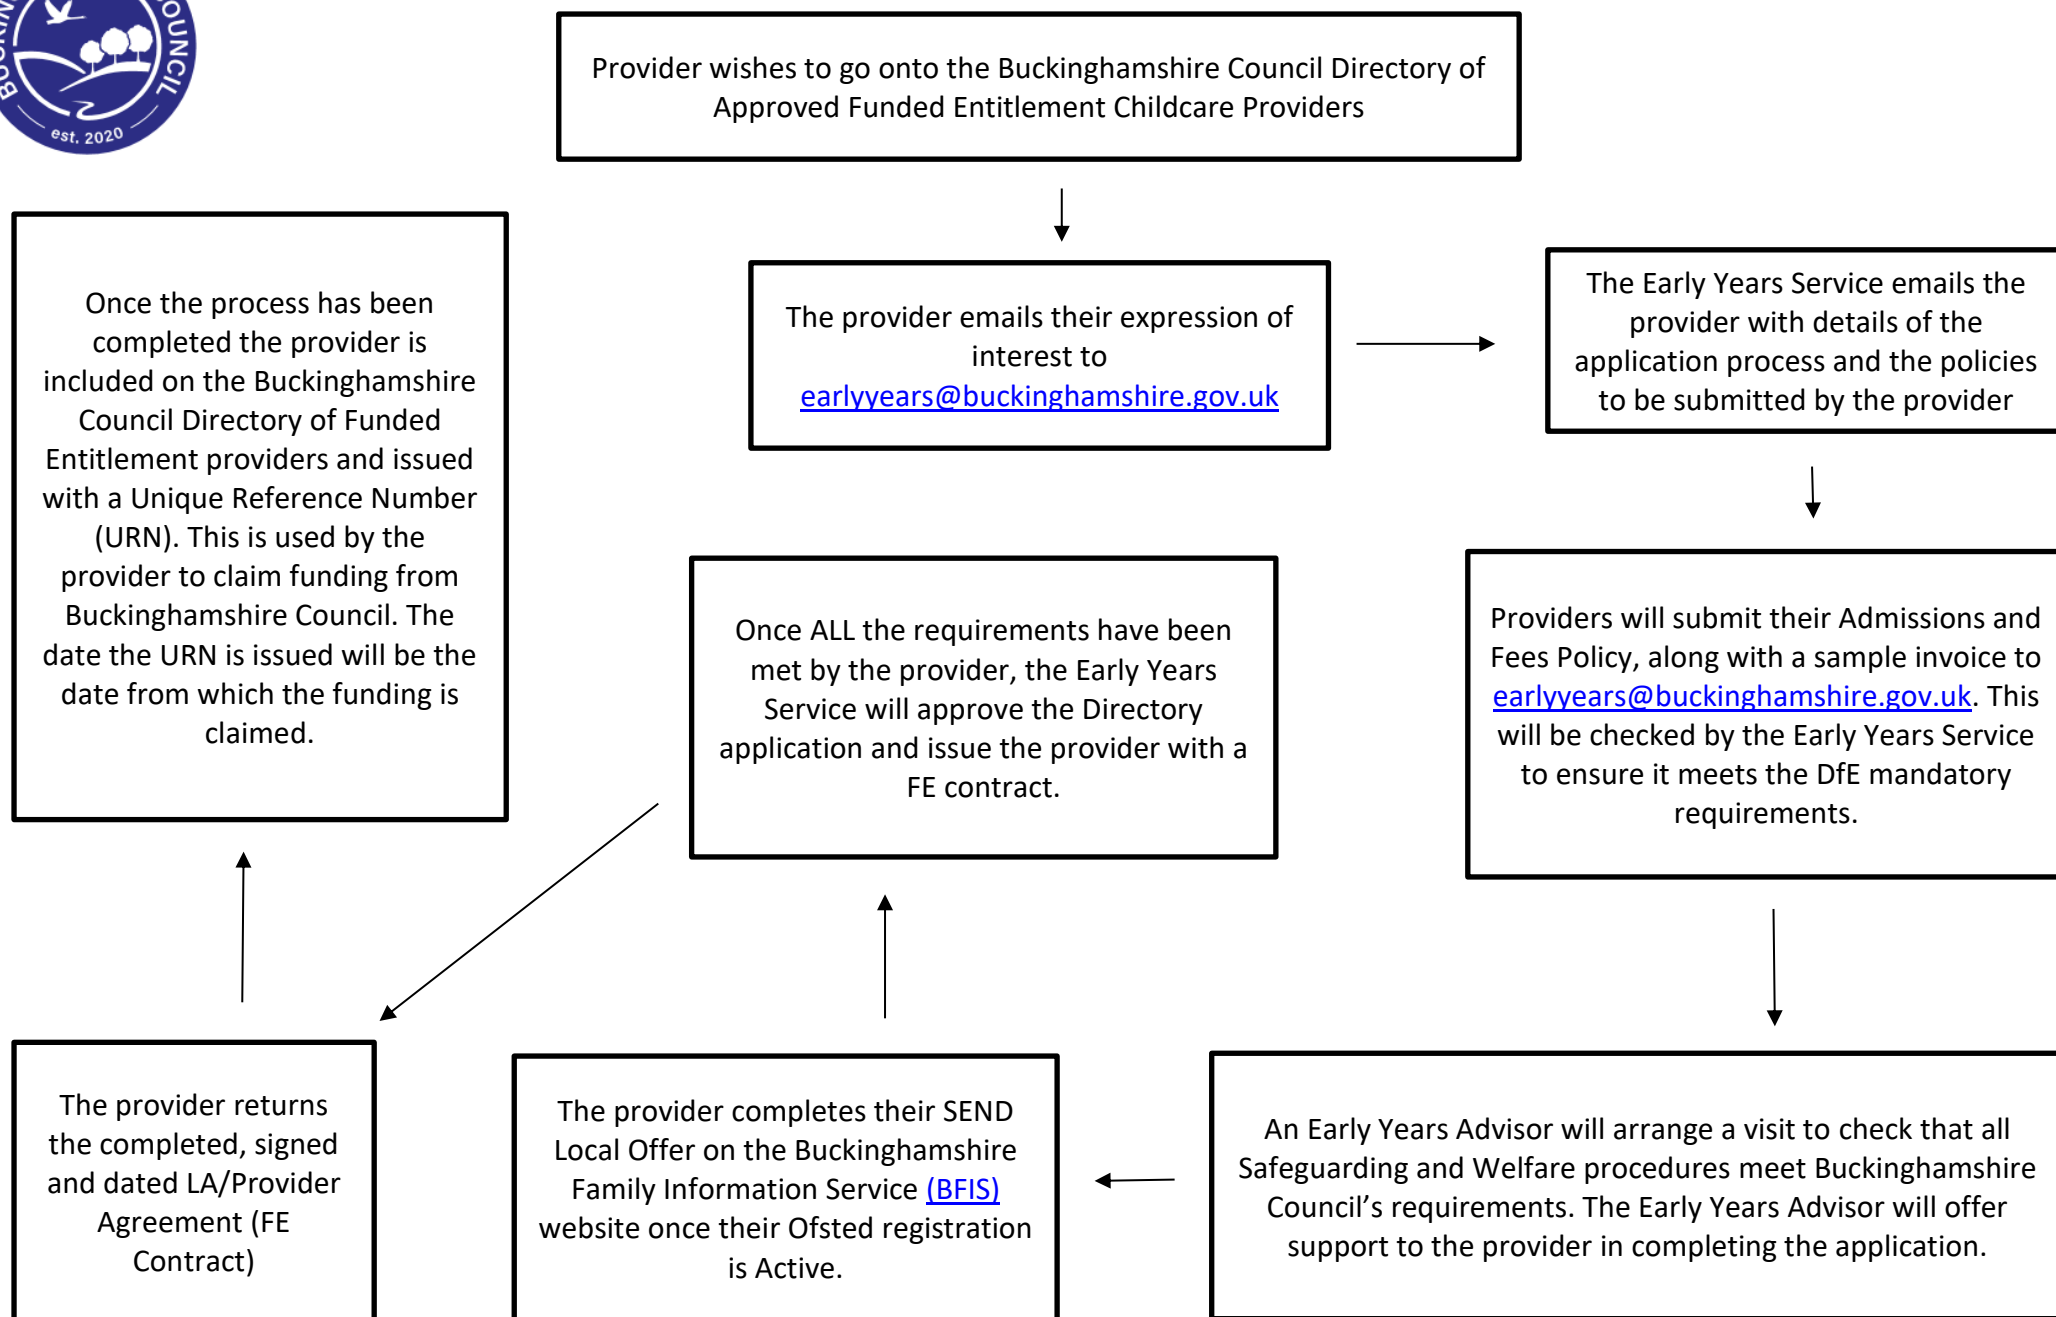 COUNCIL
est. 2020
Provider wishes to go onto the Buckinghamshire Council Directory of
Approved Funded Entitlement Childcare Providers
The provider emails their expression of
interest to
earlyyears@buckinghamshire.gov.uk
The Early Years Service emails the
provider with details of the
application process and the policies
to be submitted by the provider
Providers will submit their Admissions and
Fees Policy, along with a sample invoice to
earlyyears@buckinghamshire.gov.uk. This
will be checked by the Early Years Service
to ensure it meets the DfE mandatory
requirements.
An Early Years Advisor will arrange a visit to check that all
Safeguarding and Welfare procedures meet Buckinghamshire
Council’s requirements. The Early Years Advisor will offer
support to the provider in completing the application.
The provider completes their SEND
Local Offer on the Buckinghamshire
Family Information Service (BFIS)
website once their Ofsted registration
is Active.
Once ALL the requirements have been
met by the provider, the Early Years
Service will approve the Directory
application and issue the provider with a
FE contract.
The provider returns
the completed, signed
and dated LA/Provider
Agreement (FE
Contract)
Once the process has been
completed the provider is
included on the Buckinghamshire
Council Directory of Funded
Entitlement providers and issued
with a Unique Reference Number
(URN). This is used by the
provider to claim funding from
Buckinghamshire Council. The
date the URN is issued will be the
date from which the funding is
claimed.